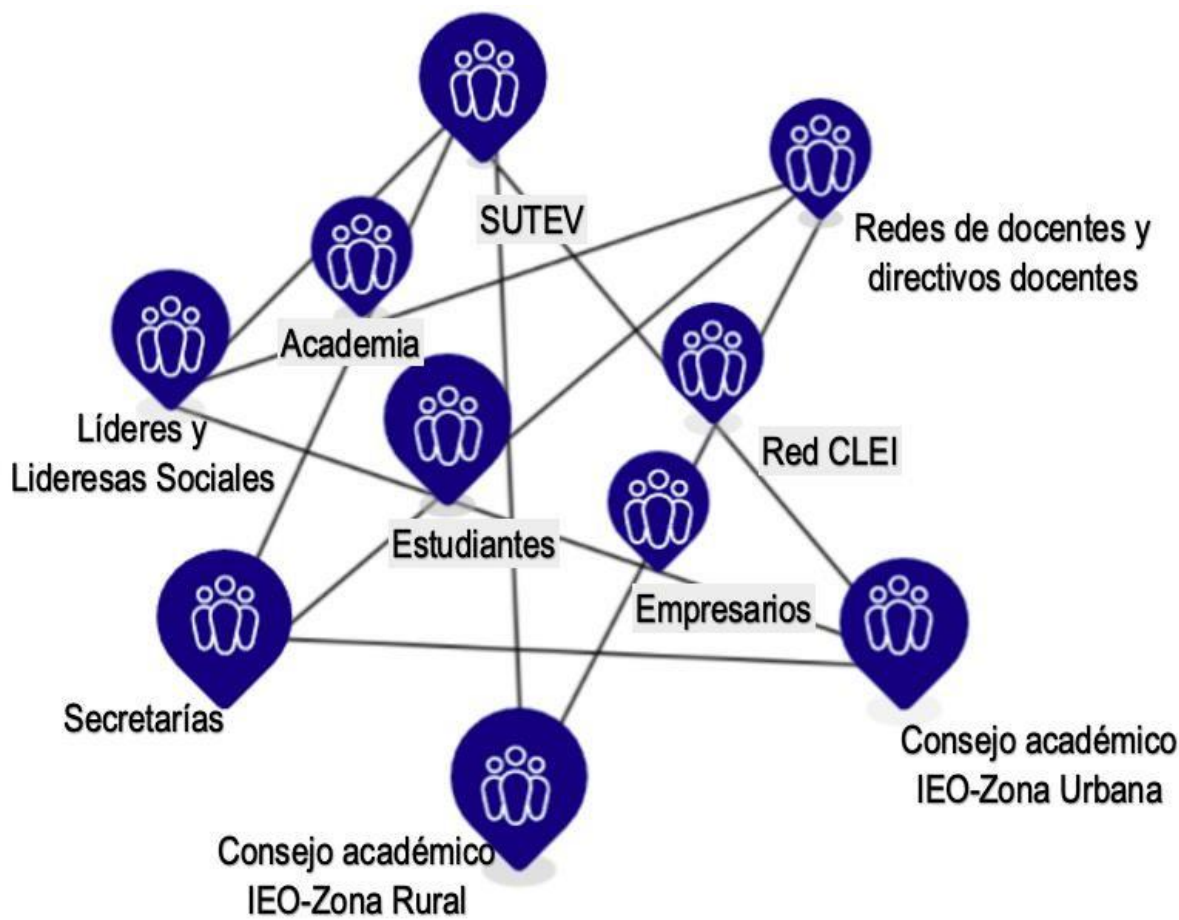 SUTEV
Redes de docentes y
directivos docentes
Academia
Líderes y
Lideresas Sociales
Red CLEI
Estudiantes
Empresarios
Secretarías
Consejo académico
IEO-Zona Urbana
Consejo académico
IEO-Zona Rural